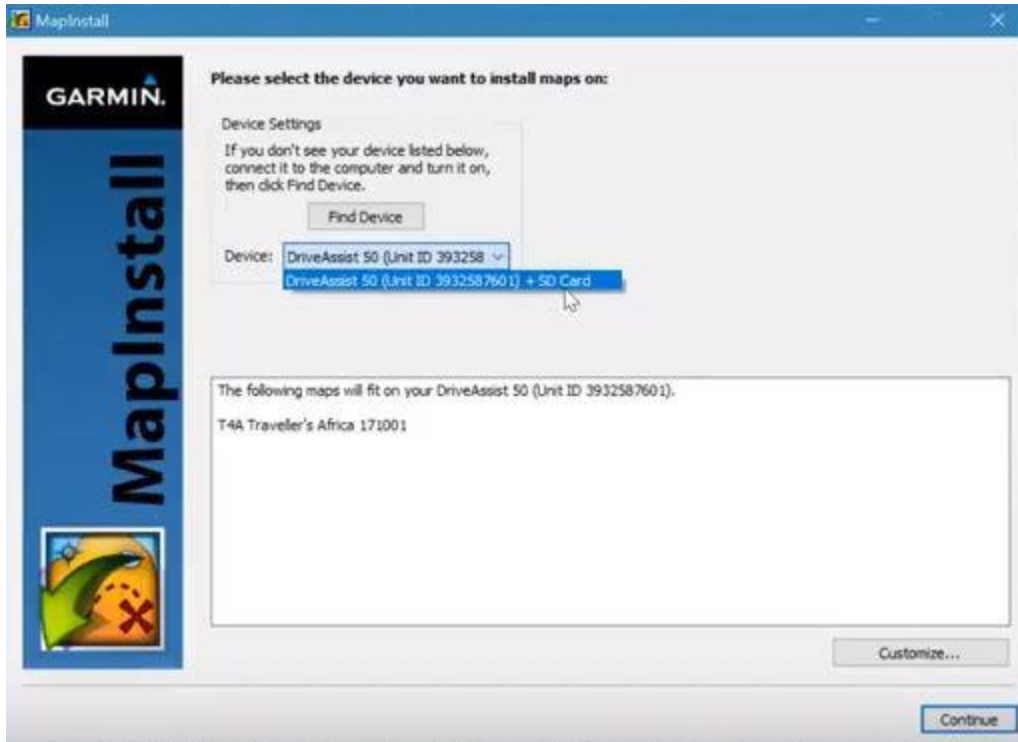 MapInstall
GARMIN.
MapInstall
Please select the device you want to install maps on:
Device Settings
If you don't see your device listed below,
connect it to the computer and turn it on,
then click Find Device.
Find Device
Device: DriveAssist 50 (Unit ID 393258
DriveAssist 50 (Unit ID 3932587601) + SD Card
The following maps will fit on your DriveAssist 50 (Unit ID 3932587601).
T4A Traveller's Africa 171001
Customize...
Continue